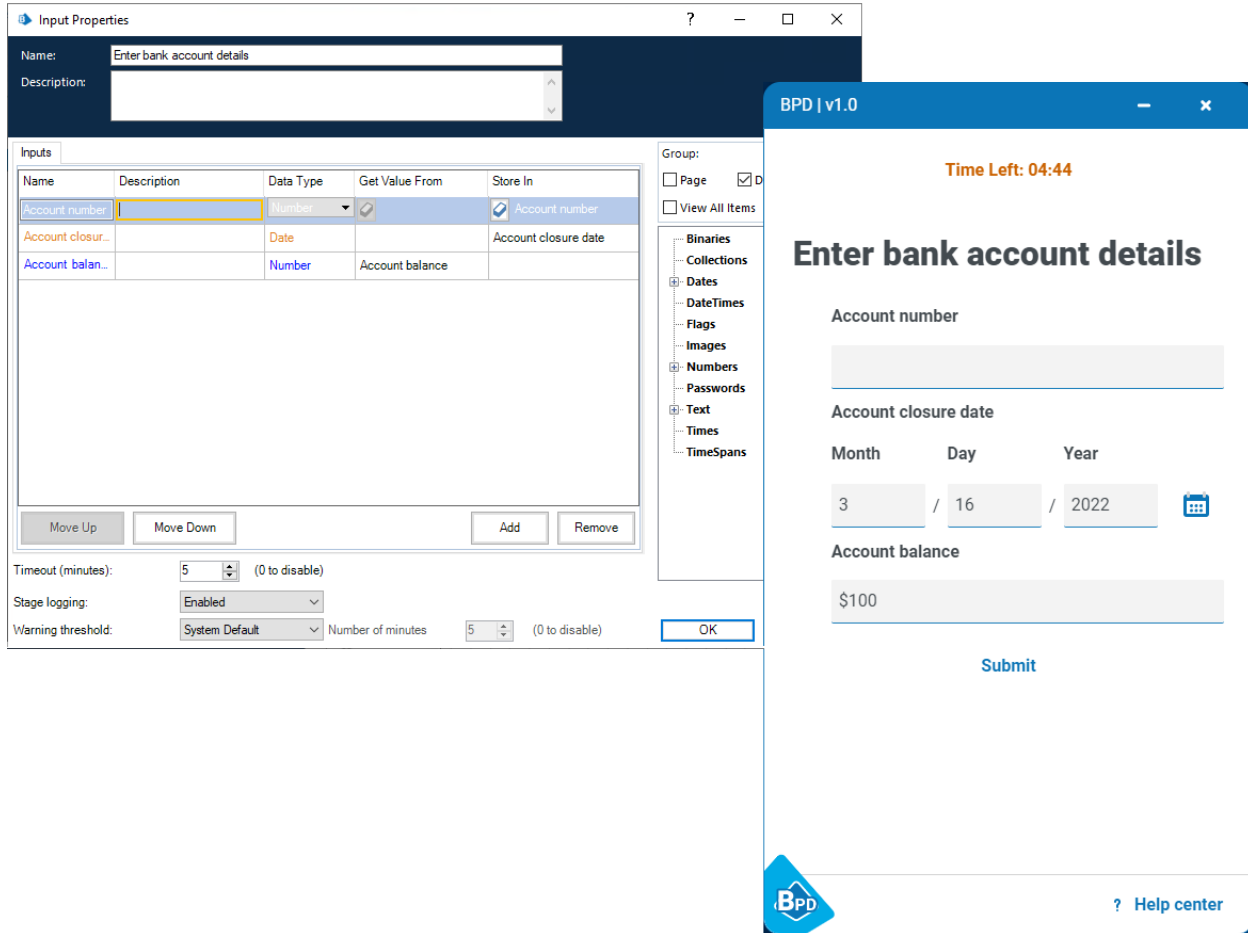 Input Properties
Name: Enter bank account details
Description:
Inputs
Name Description Data Type Get Value From Store In
Account number Number Account number
Account closur... Date Account closure date
Account balan... Number Account balance
Move Up Move Down Add Remove
Timeout (minutes): 5 (0 to disable)
Stage logging: Enabled
Warning threshold: System Default Number of minutes 5 (0 to disable)
Group:
Page D
View All Items
Binaries
Collections
Dates
DateTimes
Flags
Images
Numbers
Passwords
Text
Times
TimeSpans
OK
BPD | v1.0
Time Left: 04:44
Enter bank account details
Account number
Account closure date
Month Day Year
3 / 16 / 2022
Account balance
$100
Submit
BPD
? Help center